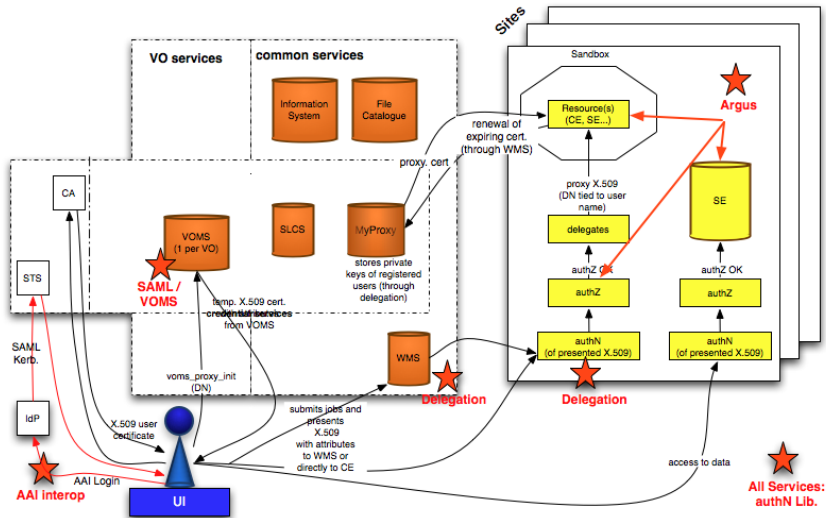 Sites
VO services
common services
Sandbox
Information
System
File
Catalogue
Resource(s)
(CE, SE...)
Argus
renewal of
expiring cert.
(through WMS)
proxy. cert
CA
proxy X.509
(DN tied to user
name)
VOMS
(1 per VO)
SLCS
MyProxy
SE
delegates
stores private
keys of registered
users (through
delegation)
STS
SAML /
VOMS
authZ OK
authZ OK
temp. X.509 cert.
from VOMS
authZ
authZ
SAML
Kerb.
WMS
authN
(of presented X.509)
authN
(of presented X.509)
voms_proxy_init
(DN)
Delegation
Delegation
IdP
X.509 user
certificate
submits jobs and
presents
X.509
with attributes
to WMS or
directly to CE
access to data
AAI interop
AAI Login
UI
All Services:
authN Lib.